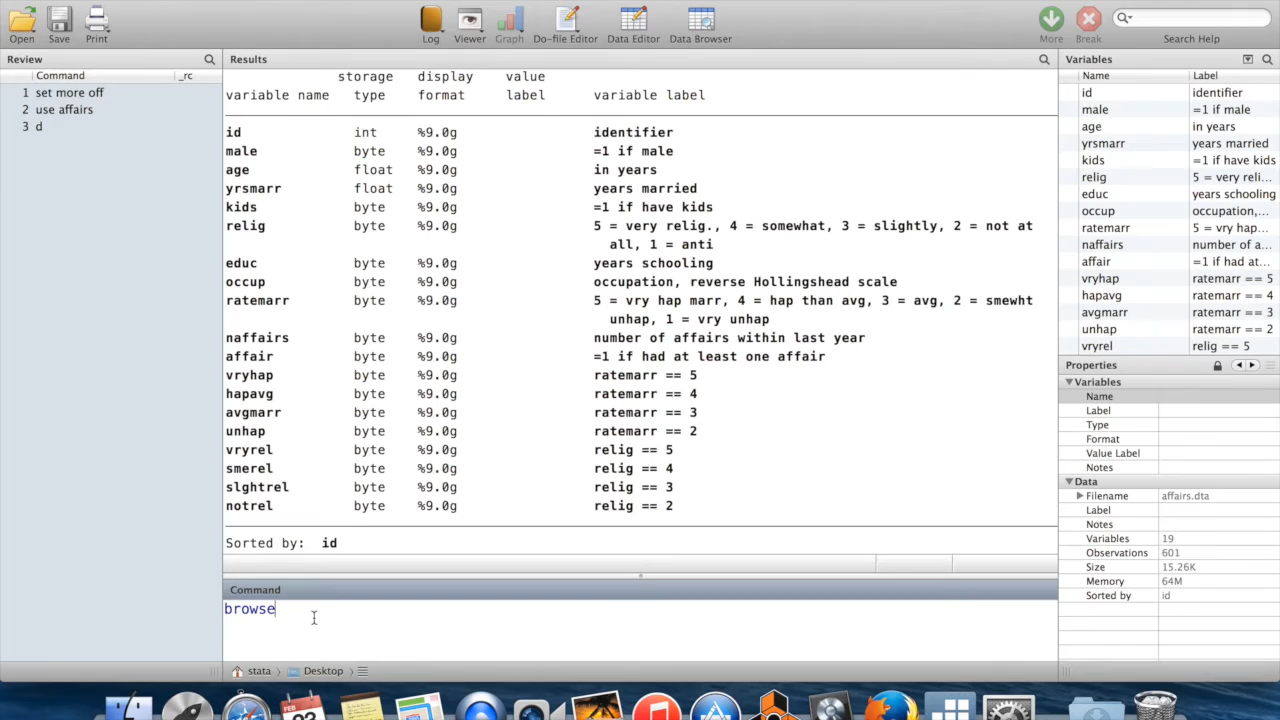 Open Save Print Log Viewer Graph Do-file Editor Data Editor Data Browser More Break Search Help
Review
Command _rc
1 set more off
2 use affairs
3 d
Results
storage display value
variable name type format label variable label
id int %9.0g identifier
male byte %9.0g =1 if male
age float %9.0g in years
yrsmarr float %9.0g years married
kids byte %9.0g =1 if have kids
relig byte %9.0g 5 = very relig., 4 = somewhat, 3 = slightly, 2 = not at
all, 1 = anti
educ byte %9.0g years schooling
occup byte %9.0g occupation, reverse Hollingshead scale
ratemarr byte %9.0g 5 = vry hap marr, 4 = hap than avg, 3 = avg, 2 = smewht
unhap, 1 = vry unhap
naffairs byte %9.0g number of affairs within last year
affair byte %9.0g =1 if had at least one affair
vryhap byte %9.0g ratemarr == 5
hapavg byte %9.0g ratemarr == 4
avgmarr byte %9.0g ratemarr == 3
unhap byte %9.0g ratemarr == 2
vryrel byte %9.0g relig == 5
smerel byte %9.0g relig == 4
slghtrel byte %9.0g relig == 3
notrel byte %9.0g relig == 2
Sorted by: id
Command
browse
stata Desktop
Variables
Name Label
id identifier
male =1 if male
age in years
yrsmarr years married
kids =1 if have kids
relig 5 = very reli...
educ years schooling
occup occupation,...
ratemarr 5 = vry hap...
naffairs number of a...
affair =1 if had at...
vryhap ratemarr == 5
hapavg ratemarr == 4
avgmarr ratemarr == 3
unhap ratemarr == 2
vryrel relig == 5
Properties
Variables
Name
Label
Type
Format
Value Label
Notes
Data
Filename affairs.dta
Label
Notes
Variables 19
Observations 601
Size 15.26K
Memory 64M
Sorted by id